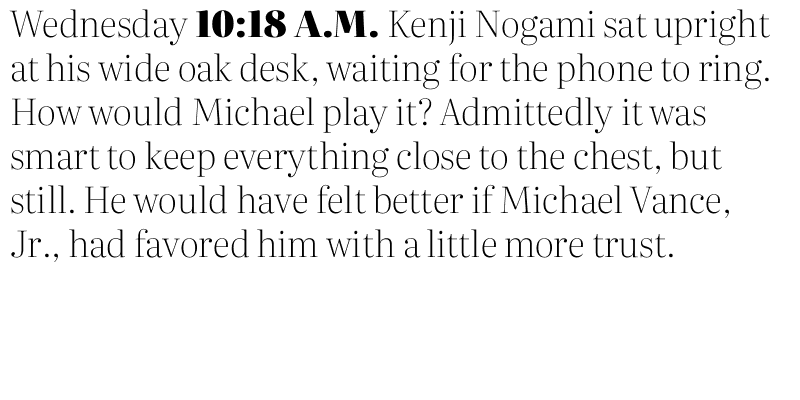 Wednesday 10:18 A.M. Kenji Nogami sat upright
at his wide oak desk, waiting for the phone to ring.
How would Michael play it? Admittedly it was
smart to keep everything close to the chest, but
still. He would have felt better if Michael Vance,
Jr., had favored him with a little more trust.